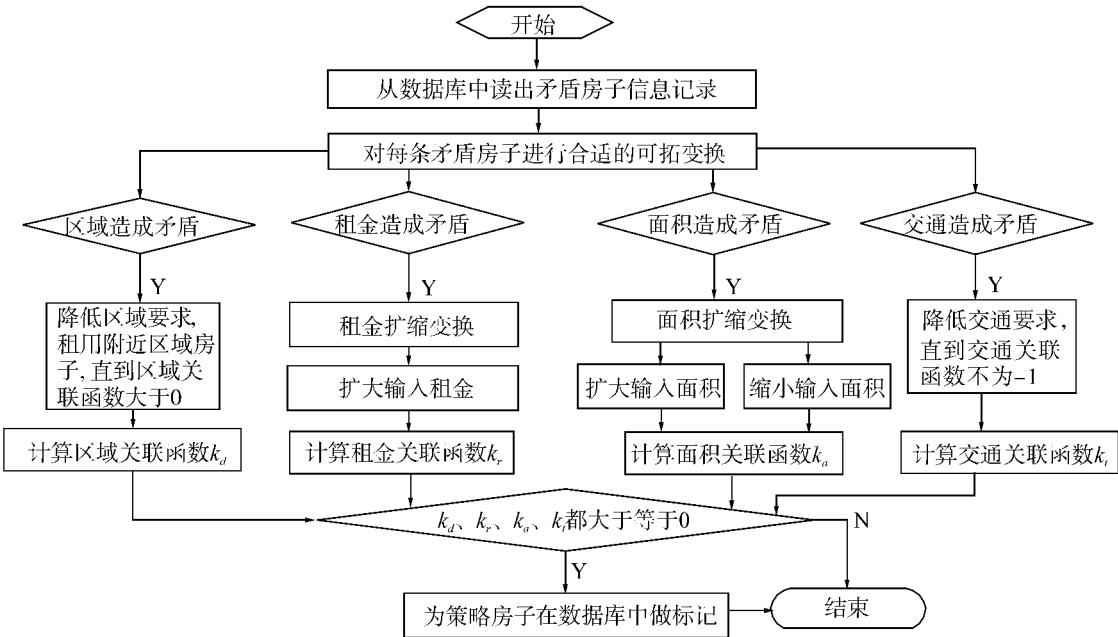 开始
从数据库中读出矛盾房子信息记录
对每条矛盾房子进行合适的可拓变换
区域造成矛盾
租金造成矛盾
面积造成矛盾
交通造成矛盾
Y
Y
Y
Y
降低区域要求,
租用附近区域房
子,直到区域关
联函数大于0
租金扩缩变换
面积扩缩变换
降低交通要求,
直到交通关联
函数不为-1
扩大输入租金
扩大输入面积
缩小输入面积
计算区域关联函数k_d
计算租金关联函数k_r
计算面积关联函数k_a
计算交通关联函数k_t
k_d、k_r、k_a、k_t都大于等于0
N
Y
为策略房子在数据库中做标记
结束